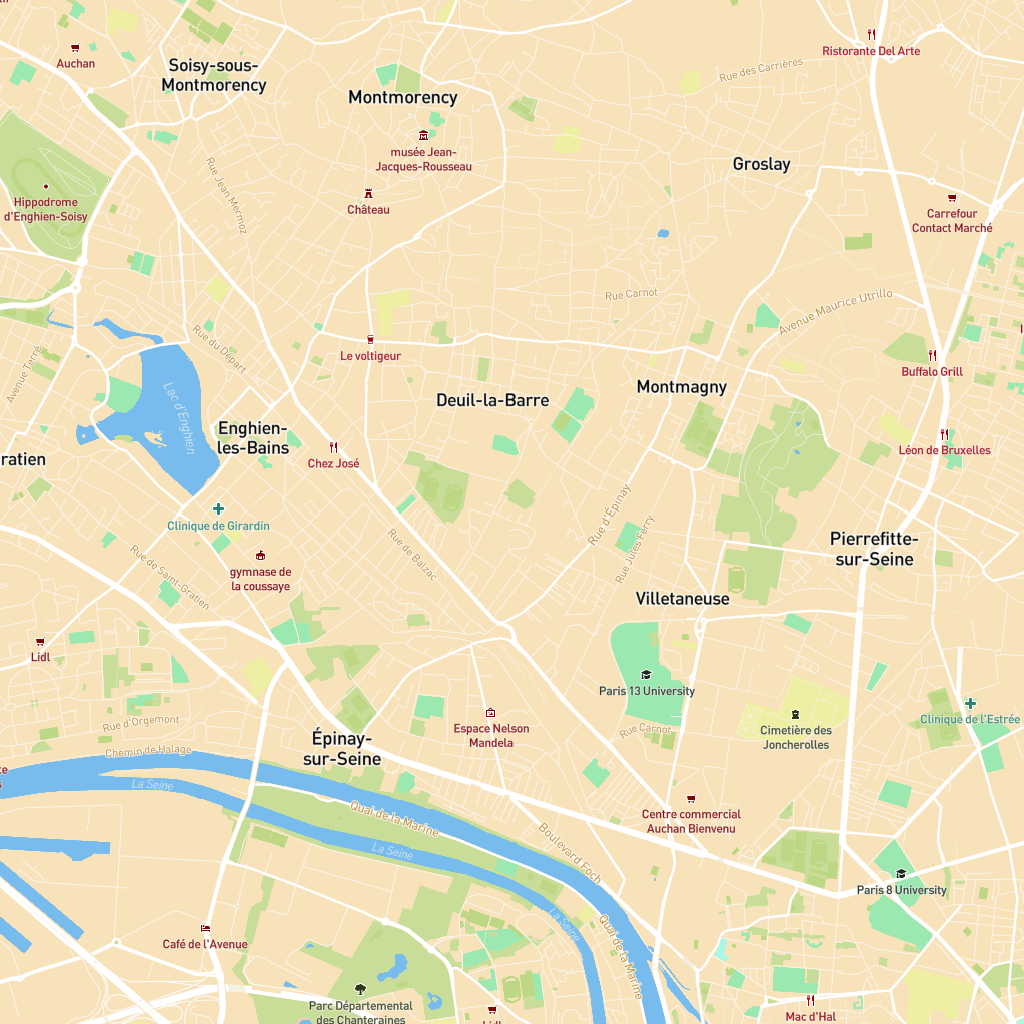 Ristorante Del Arte
Auchan
Soisy-sous-
Montmorency
Rue des Carrières
Montmorency
musée Jean-
Jacques-Rousseau
Groslay
Rue Jean Mermoz
Hippodrome
d'Enghien-Soisy
Château
Carrefour
Contact Marché
Rue Carnot
Avenue Maurice Utrillo
Rue du Départ
Le voltigeur
Avenue Terré
Buffalo Grill
Montmagny
Deuil-la-Barre
Lac d'Enghien
Enghien-
les-Bains
Léon de Bruxelles
ratien
Chez José
Clinique de Girardin
Rue d'Épinay
Rue Jules Ferry
Rue de Balzac
Pierrefitte-
sur-Seine
Rue de Saint-Gratien
gymnase de
la coussaye
Villetaneuse
Lidl
Paris 13 University
Rue d'Orgemont
Espace Nelson
Mandela
Rue Carnot
Cimetière des
Joncherolles
Clinique de l'Estrée
Épinay-
sur-Seine
Chemin de Halage
La Seine
Quai de la Marine
Centre commercial
Auchan Bienvenu
La Seine
Boulevard Foch
Paris 8 University
La Seine
Quai de la Marine
Café de l'Avenue
Parc Départemental
des Chanteraines
Lidl
Mac d'Hal